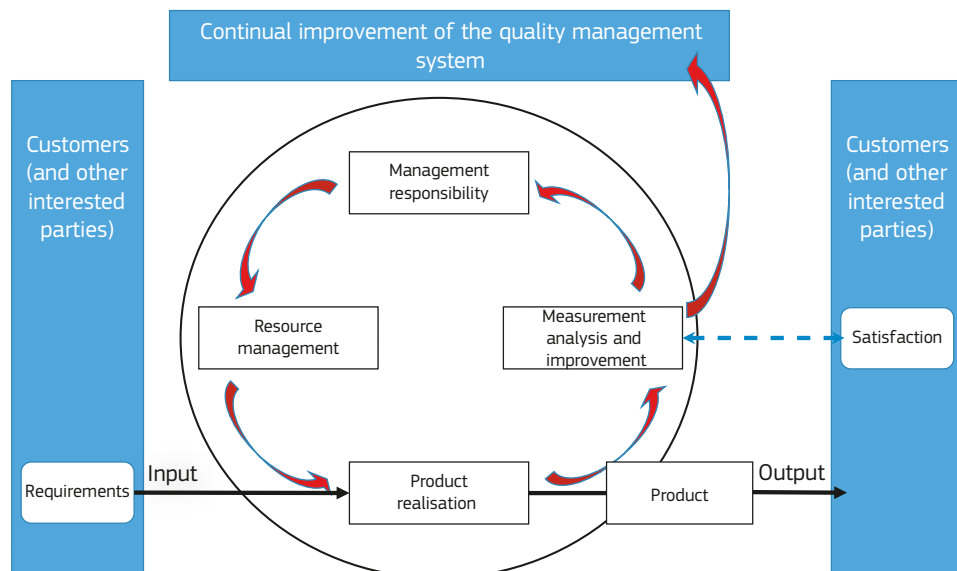 Continual improvement of the quality management
system
Customers
(and other
interested
parties)
Customers
(and other
interested
parties)
Management
responsibility
Resource
management
Measurement
analysis and
improvement
Satisfaction
Requirements
Input
Product
realisation
Product
Output